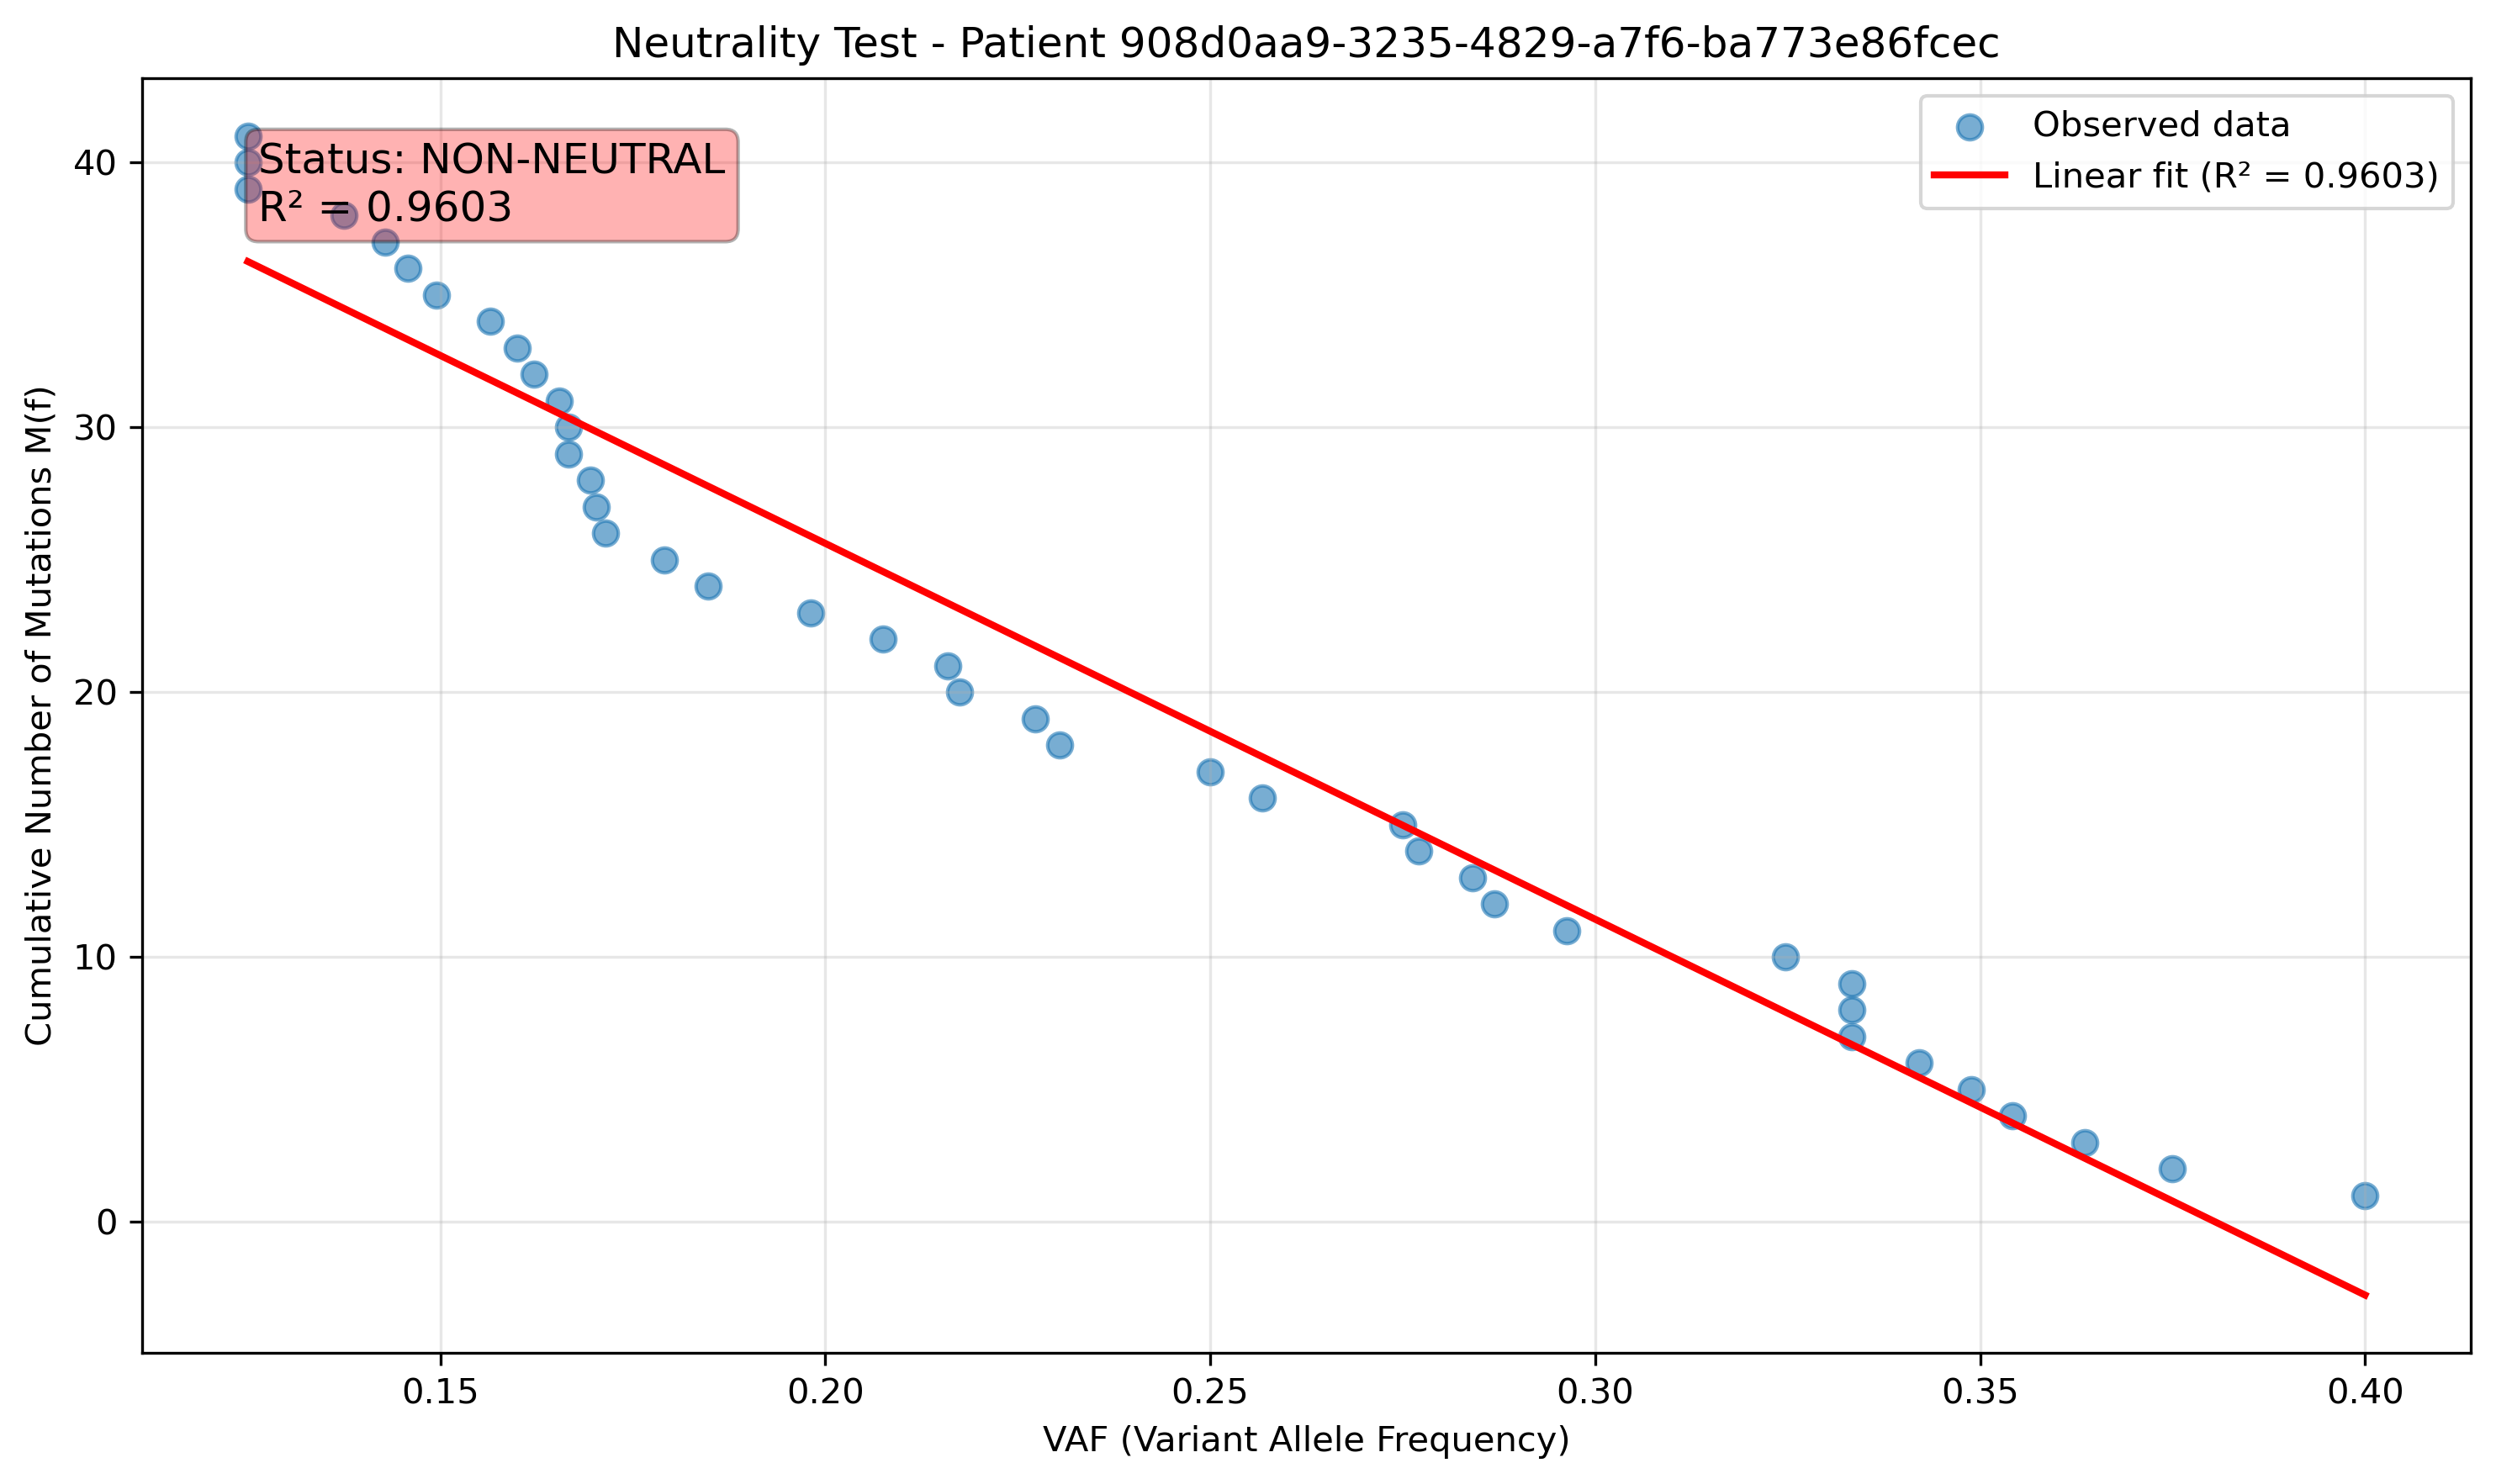 Neutrality Test - Patient 908d0aa9-3235-4829-a7f6-ba773e86fcec
Status: NON-NEUTRAL
R² = 0.9603
Observed data
Linear fit (R² = 0.9603)
Cumulative Number of Mutations M(f)
40
30
20
10
0
0.15
0.20
0.25
0.30
0.35
0.40
VAF (Variant Allele Frequency)